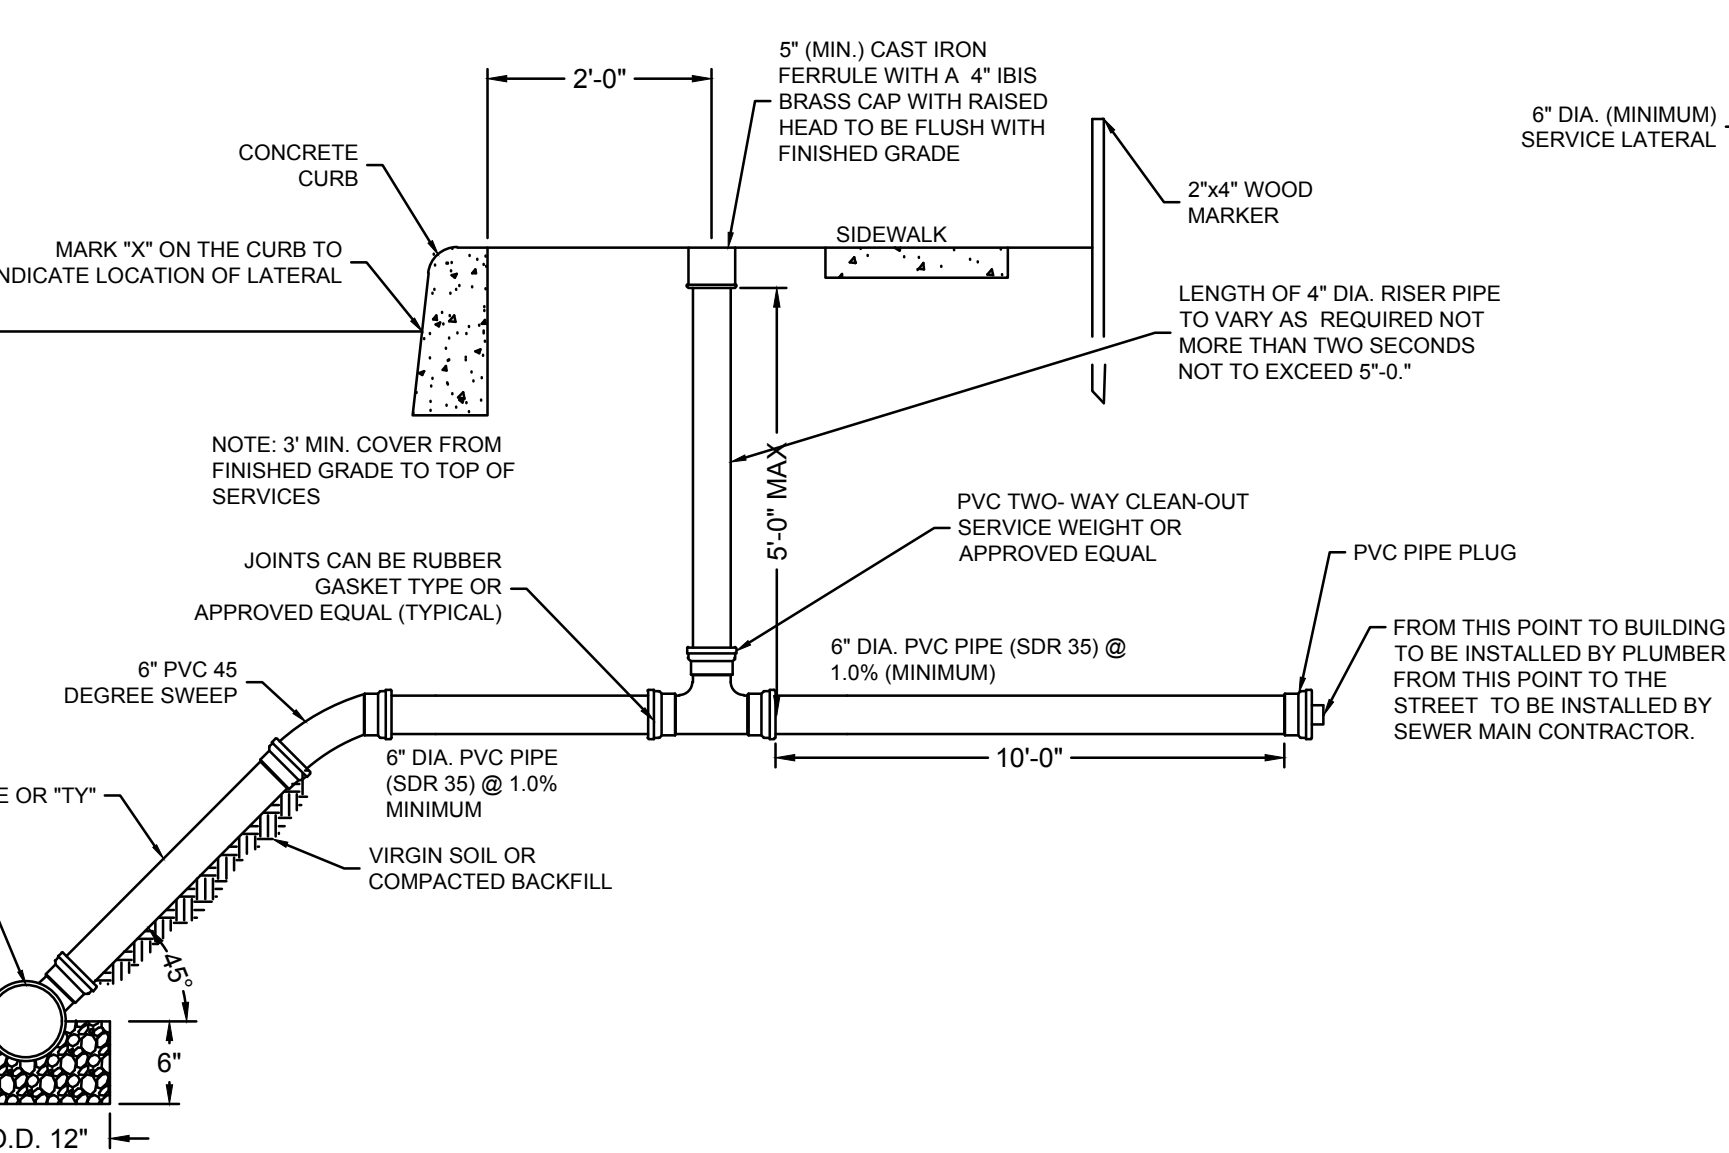 5" (MIN.) CAST IRON
FERRULE WITH A 4" IBIS
BRASS CAP WITH RAISED
HEAD TO BE FLUSH WITH
FINISHED GRADE
2'-0"
6" DIA. (MINIMUM)
SERVICE LATERAL
CONCRETE
CURB
2"x4" WOOD
MARKER
SIDEWALK
MARK "X" ON THE CURB TO
NDICATE LOCATION OF LATERAL
LENGTH OF 4" DIA. RISER PIPE
TO VARY AS REQUIRED NOT
MORE THAN TWO SECONDS
NOT TO EXCEED 5"-0."
NOTE: 3' MIN. COVER FROM
FINISHED GRADE TO TOP OF
SERVICES
5'-0" MAX
PVC TWO- WAY CLEAN-OUT
SERVICE WEIGHT OR
APPROVED EQUAL
JOINTS CAN BE RUBBER
GASKET TYPE OR
APPROVED EQUAL (TYPICAL)
PVC PIPE PLUG
6" DIA. PVC PIPE (SDR 35) @
1.0% (MINIMUM)
FROM THIS POINT TO BUILDING
TO BE INSTALLED BY PLUMBER
FROM THIS POINT TO THE
STREET TO BE INSTALLED BY
SEWER MAIN CONTRACTOR.
6" PVC 45
DEGREE SWEEP
6" DIA. PVC PIPE
(SDR 35) @ 1.0%
MINIMUM
10'-0"
E OR "TY"
VIRGIN SOIL OR
COMPACTED BACKFILL
45°
6"
O.D. 12"